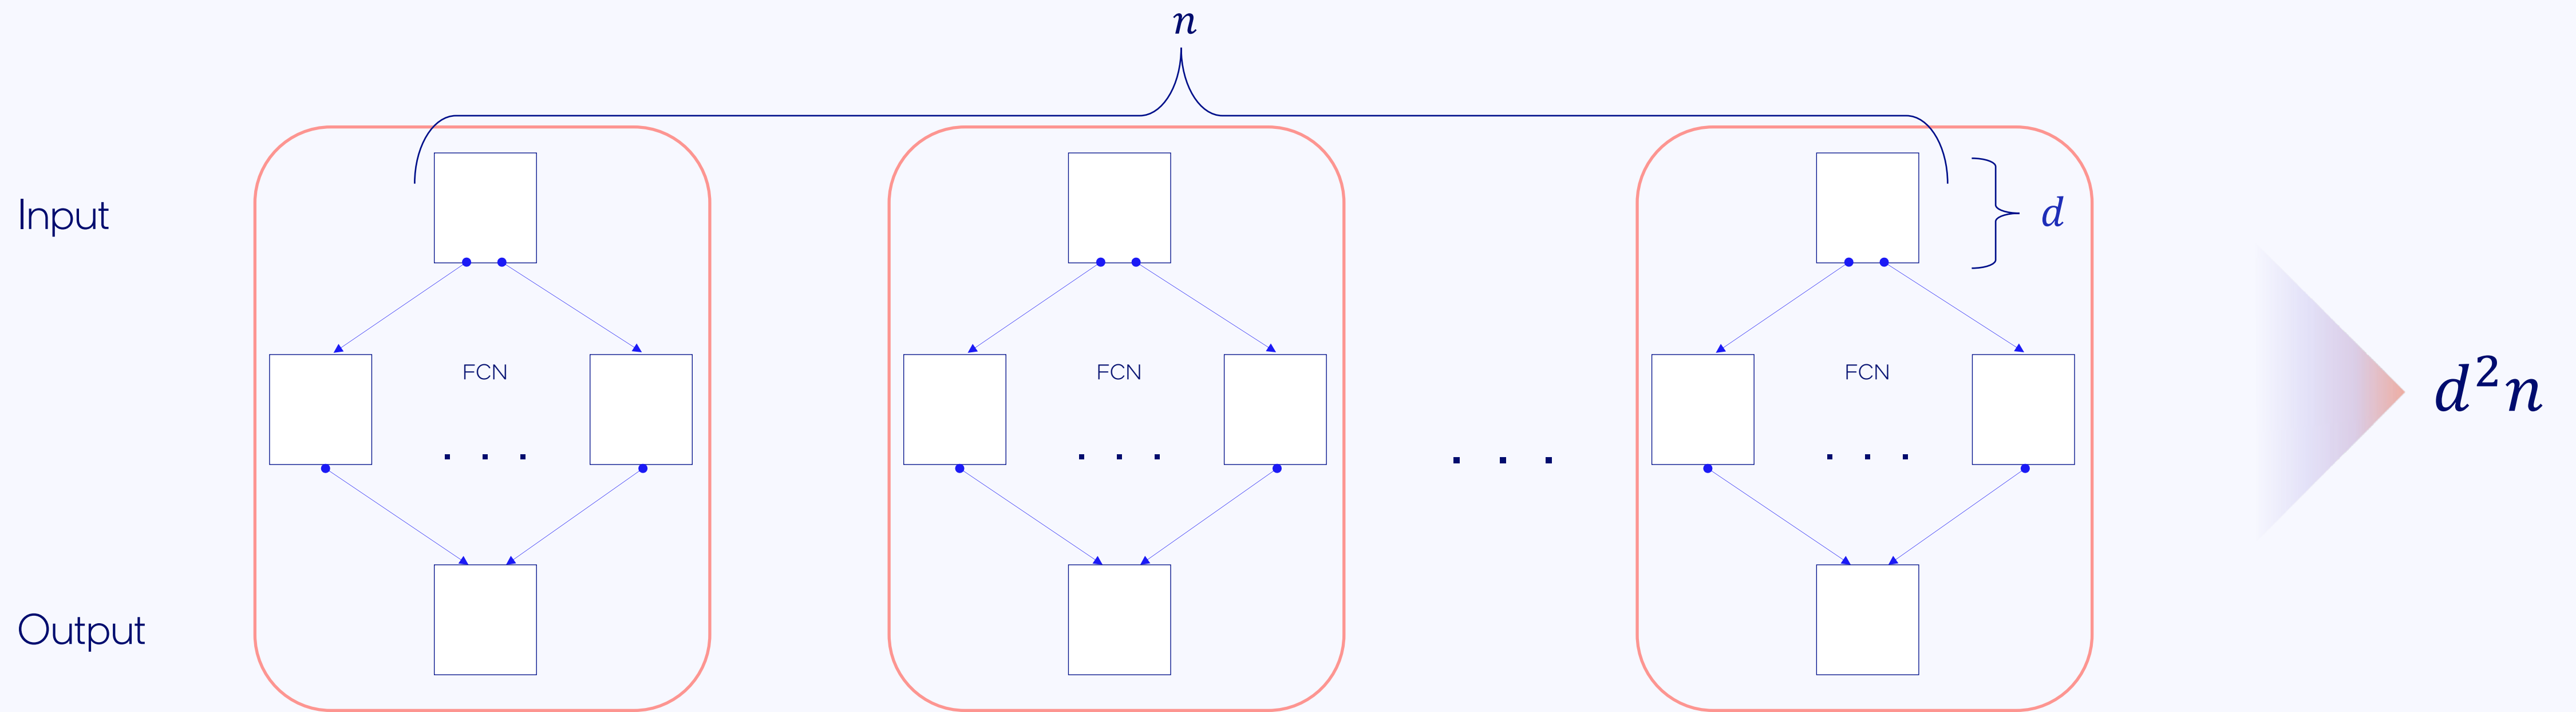 n
Input
d
FCN
FCN
FCN
. . .
. . .
. . .
. . .
d²n
Output